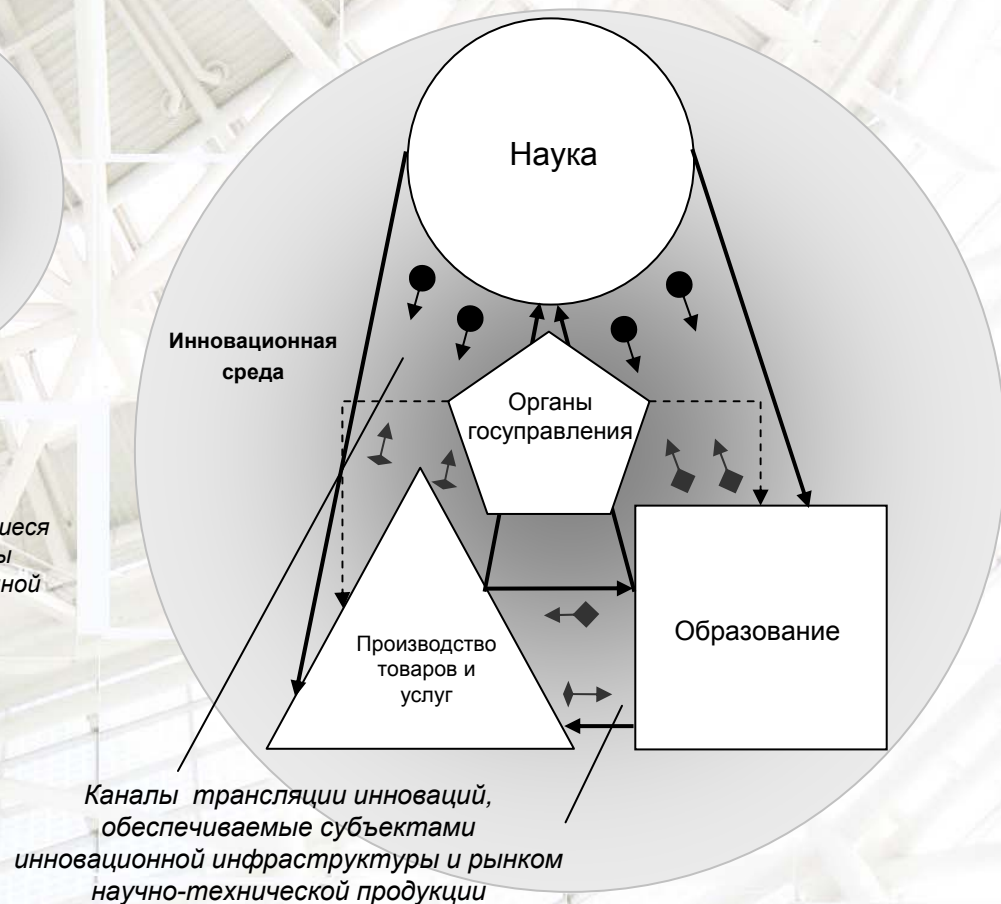 Наука
Инновационная
среда
Органы
госуправления
Производство
товаров и
услуг
Образование
Каналы трансляции инноваций,
обеспечиваемые субъектами
инновационной инфраструктуры и рынком
научно-технической продукции